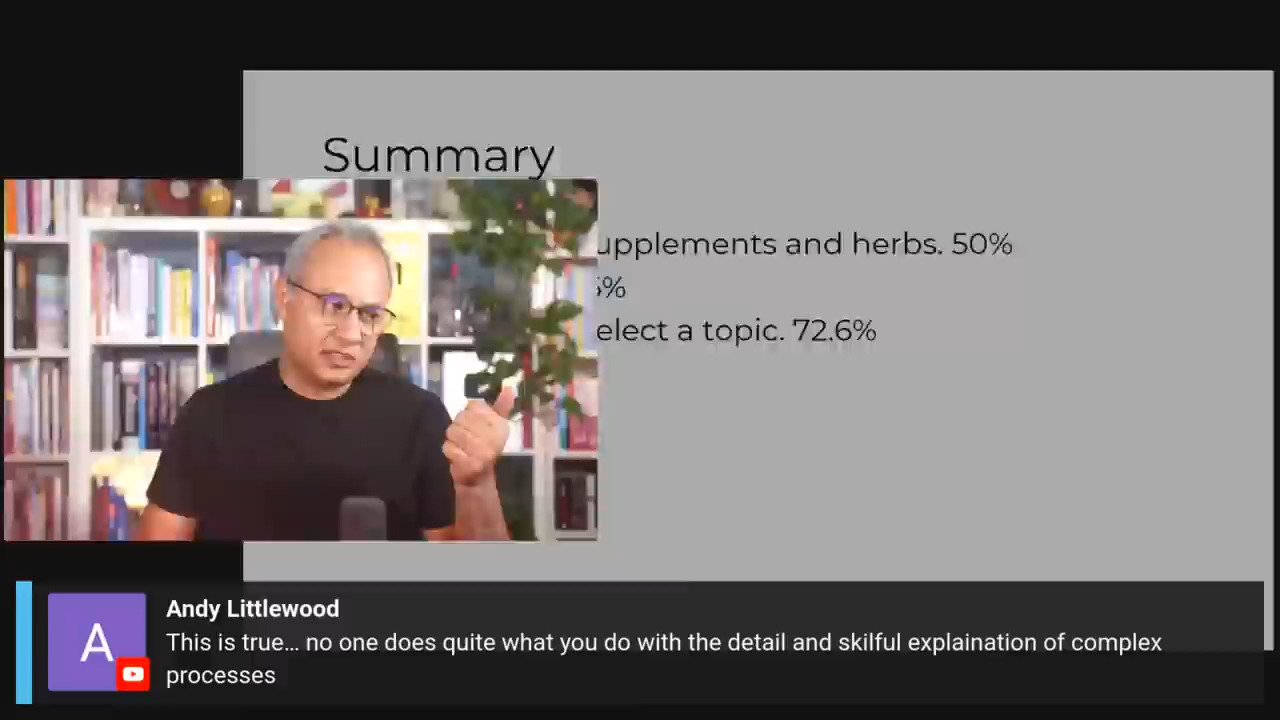 Summary
upplements and herbs. 50%
%
elect a topic. 72.6%
A
Andy Littlewood
This is true… no one does quite what you do with the detail and skilful explaination of complex
processes